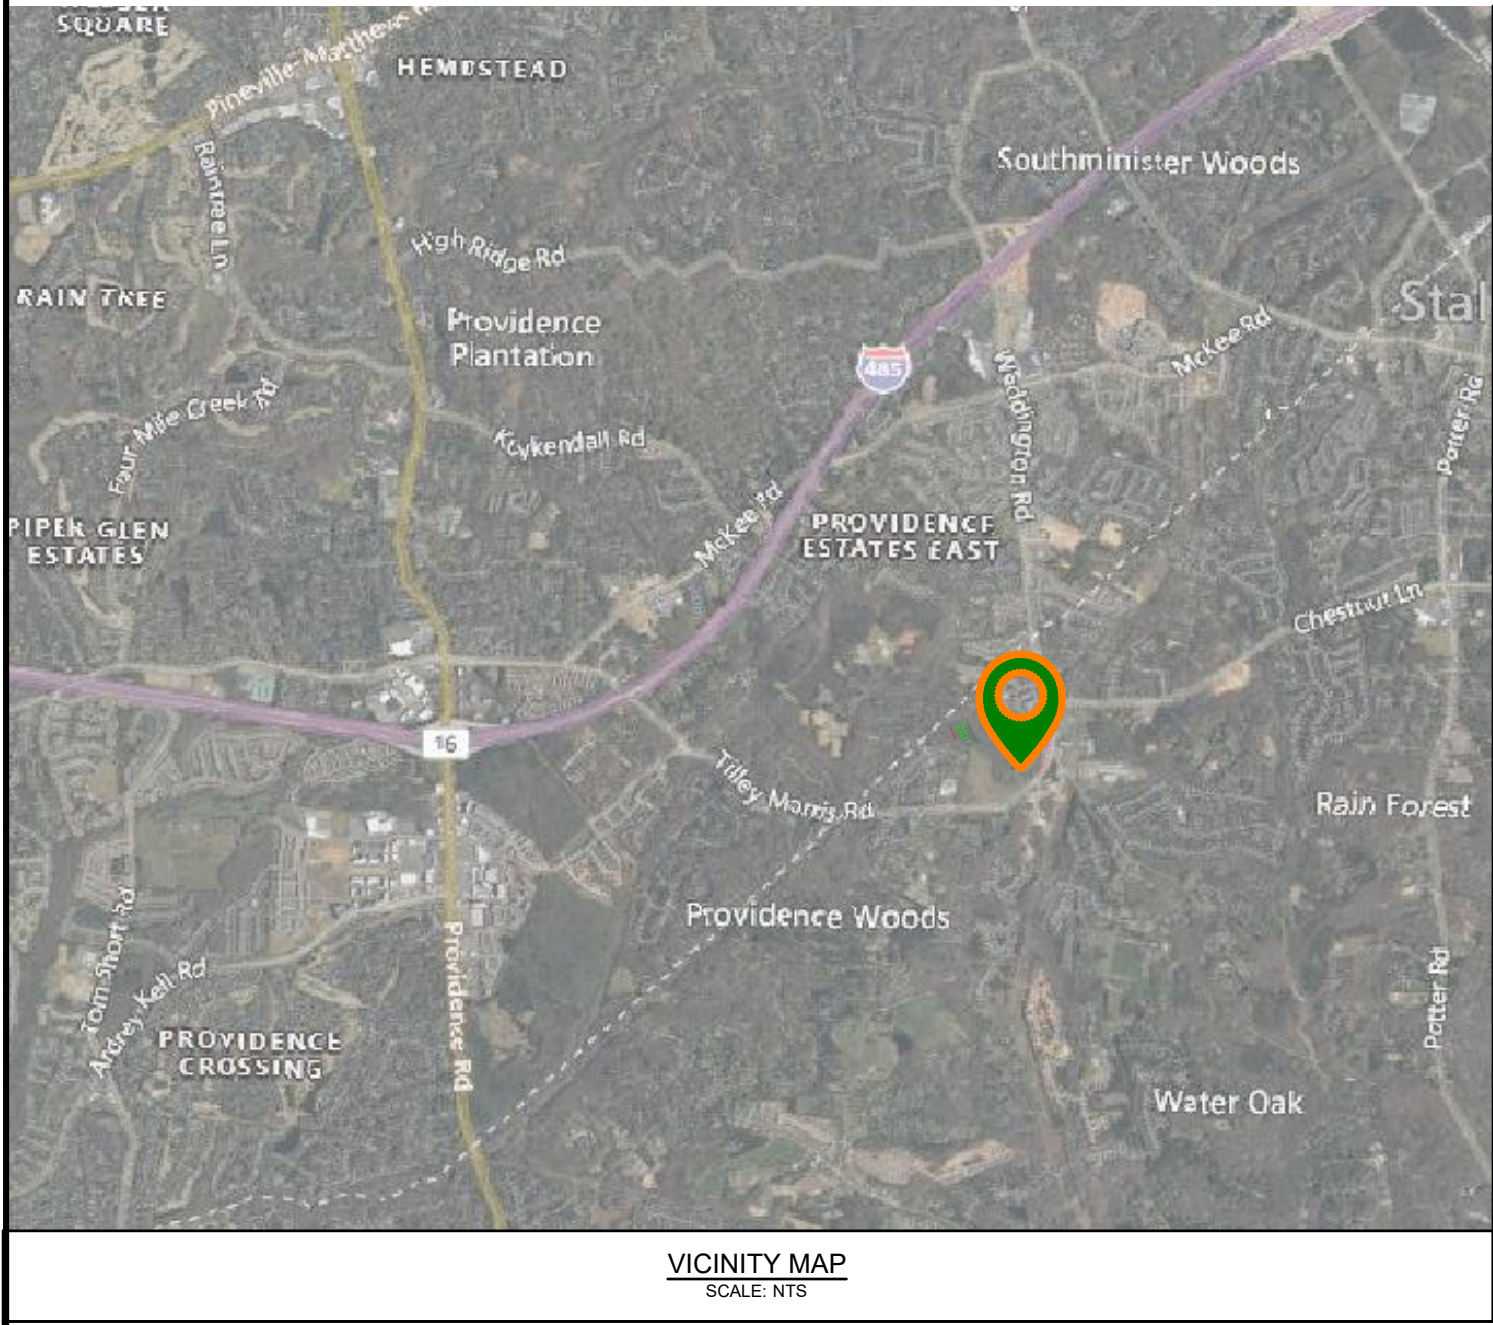 SQUARE
Pineville-Matthews
HEMPSTEAD
Raintree Ln
Southminister Woods
High Ridge Rd
RAIN TREE
Providence
Plantation
Stal
McKee Rd
485
Weddington Rd
Four Mile Creek Rd
Kuykendall Rd
Potter Rd
McKee Rd
PIPER GLEN
ESTATES
PROVIDENCE
ESTATES EAST
Chestnut Ln
16
Tilley Morris Rd
Rain Forest
Providence Woods
Tom Short Rd
Ardrey Kell Rd
Providence Rd
Potter Rd
PROVIDENCE
CROSSING
Water Oak
VICINITY MAP
SCALE: NTS